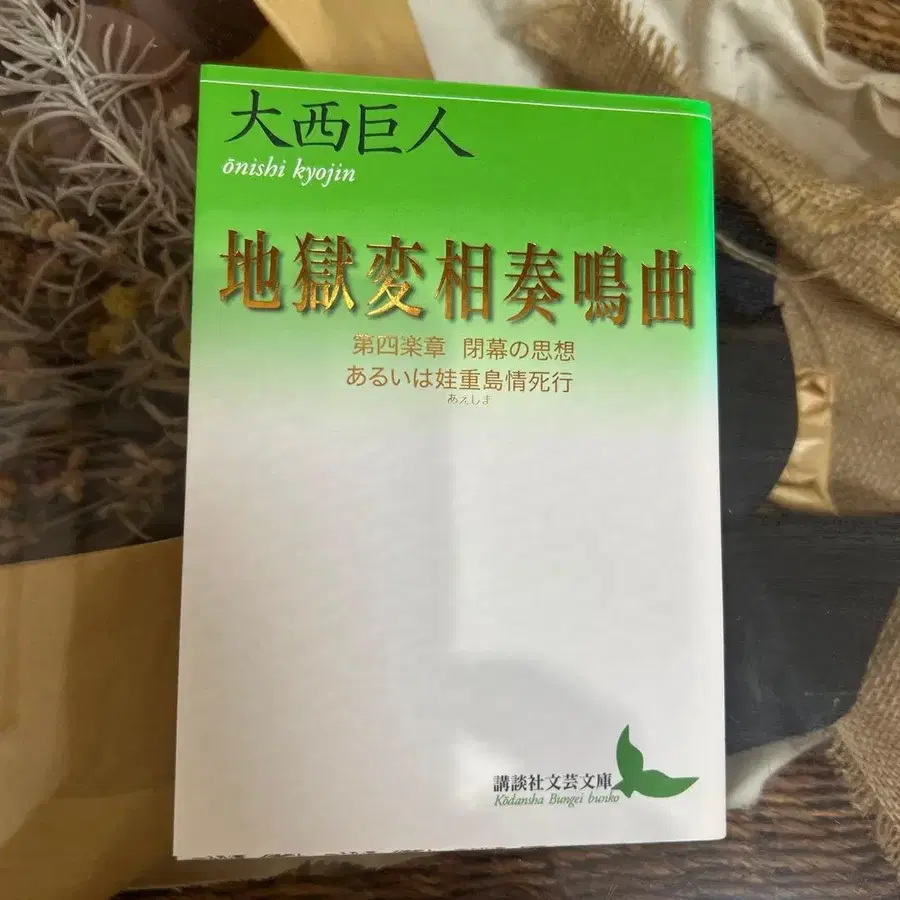 大西巨人
ōnishi kyojin
地獄変相奏鳴曲
第四楽章 閉幕の思想
あるいは娃重島情死行
あえしま
講談社文芸文庫
Kōdansha Bungei bunko